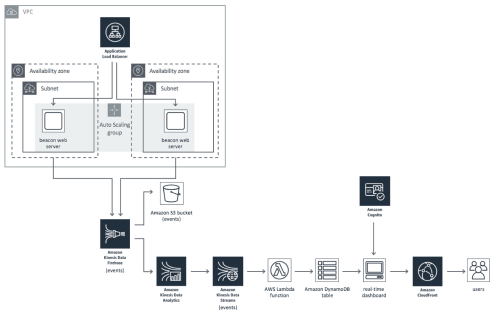 VPC
Application
Load Balancer
Availability zone
Availability zone
Subnet
Subnet
Auto Scaling
group
beacon web
server
beacon web
server
Amazon S3 bucket
(events)
Amazon
Kinesis Data
Firehose
(events)
Amazon
Cognito
Amazon
Kinesis Data
Analytics
Amazon
Kinesis Data
Streams
(events)
AWS Lambda
function
Amazon DynamoDB
table
real-time
dashboard
Amazon
CloudFront
users